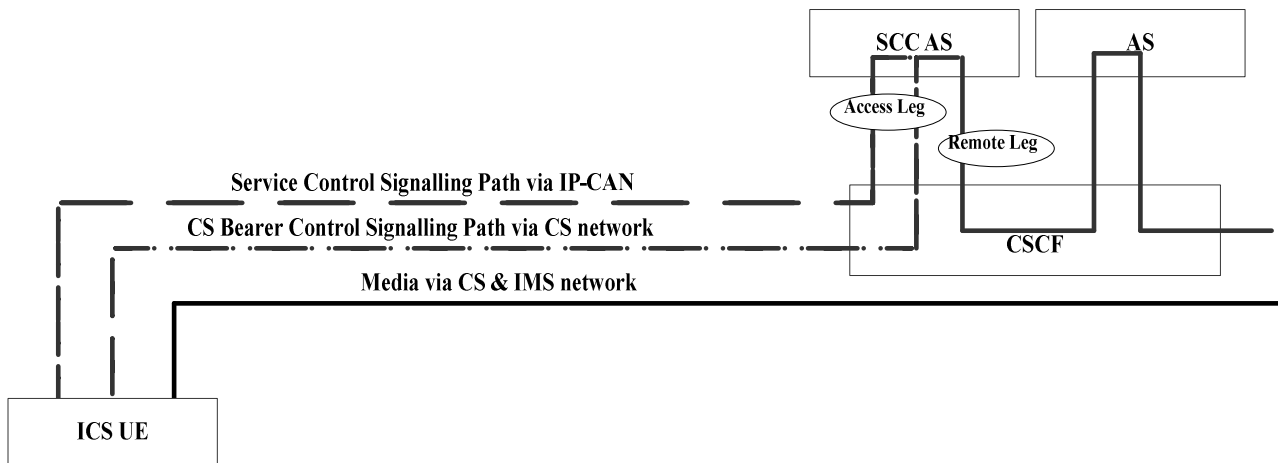 SCC AS
AS
Access Leg
Remote Leg
Service Control Signalling Path via IP-CAN
CS Bearer Control Signalling Path via CS network
CSCF
Media via CS & IMS network
ICS UE